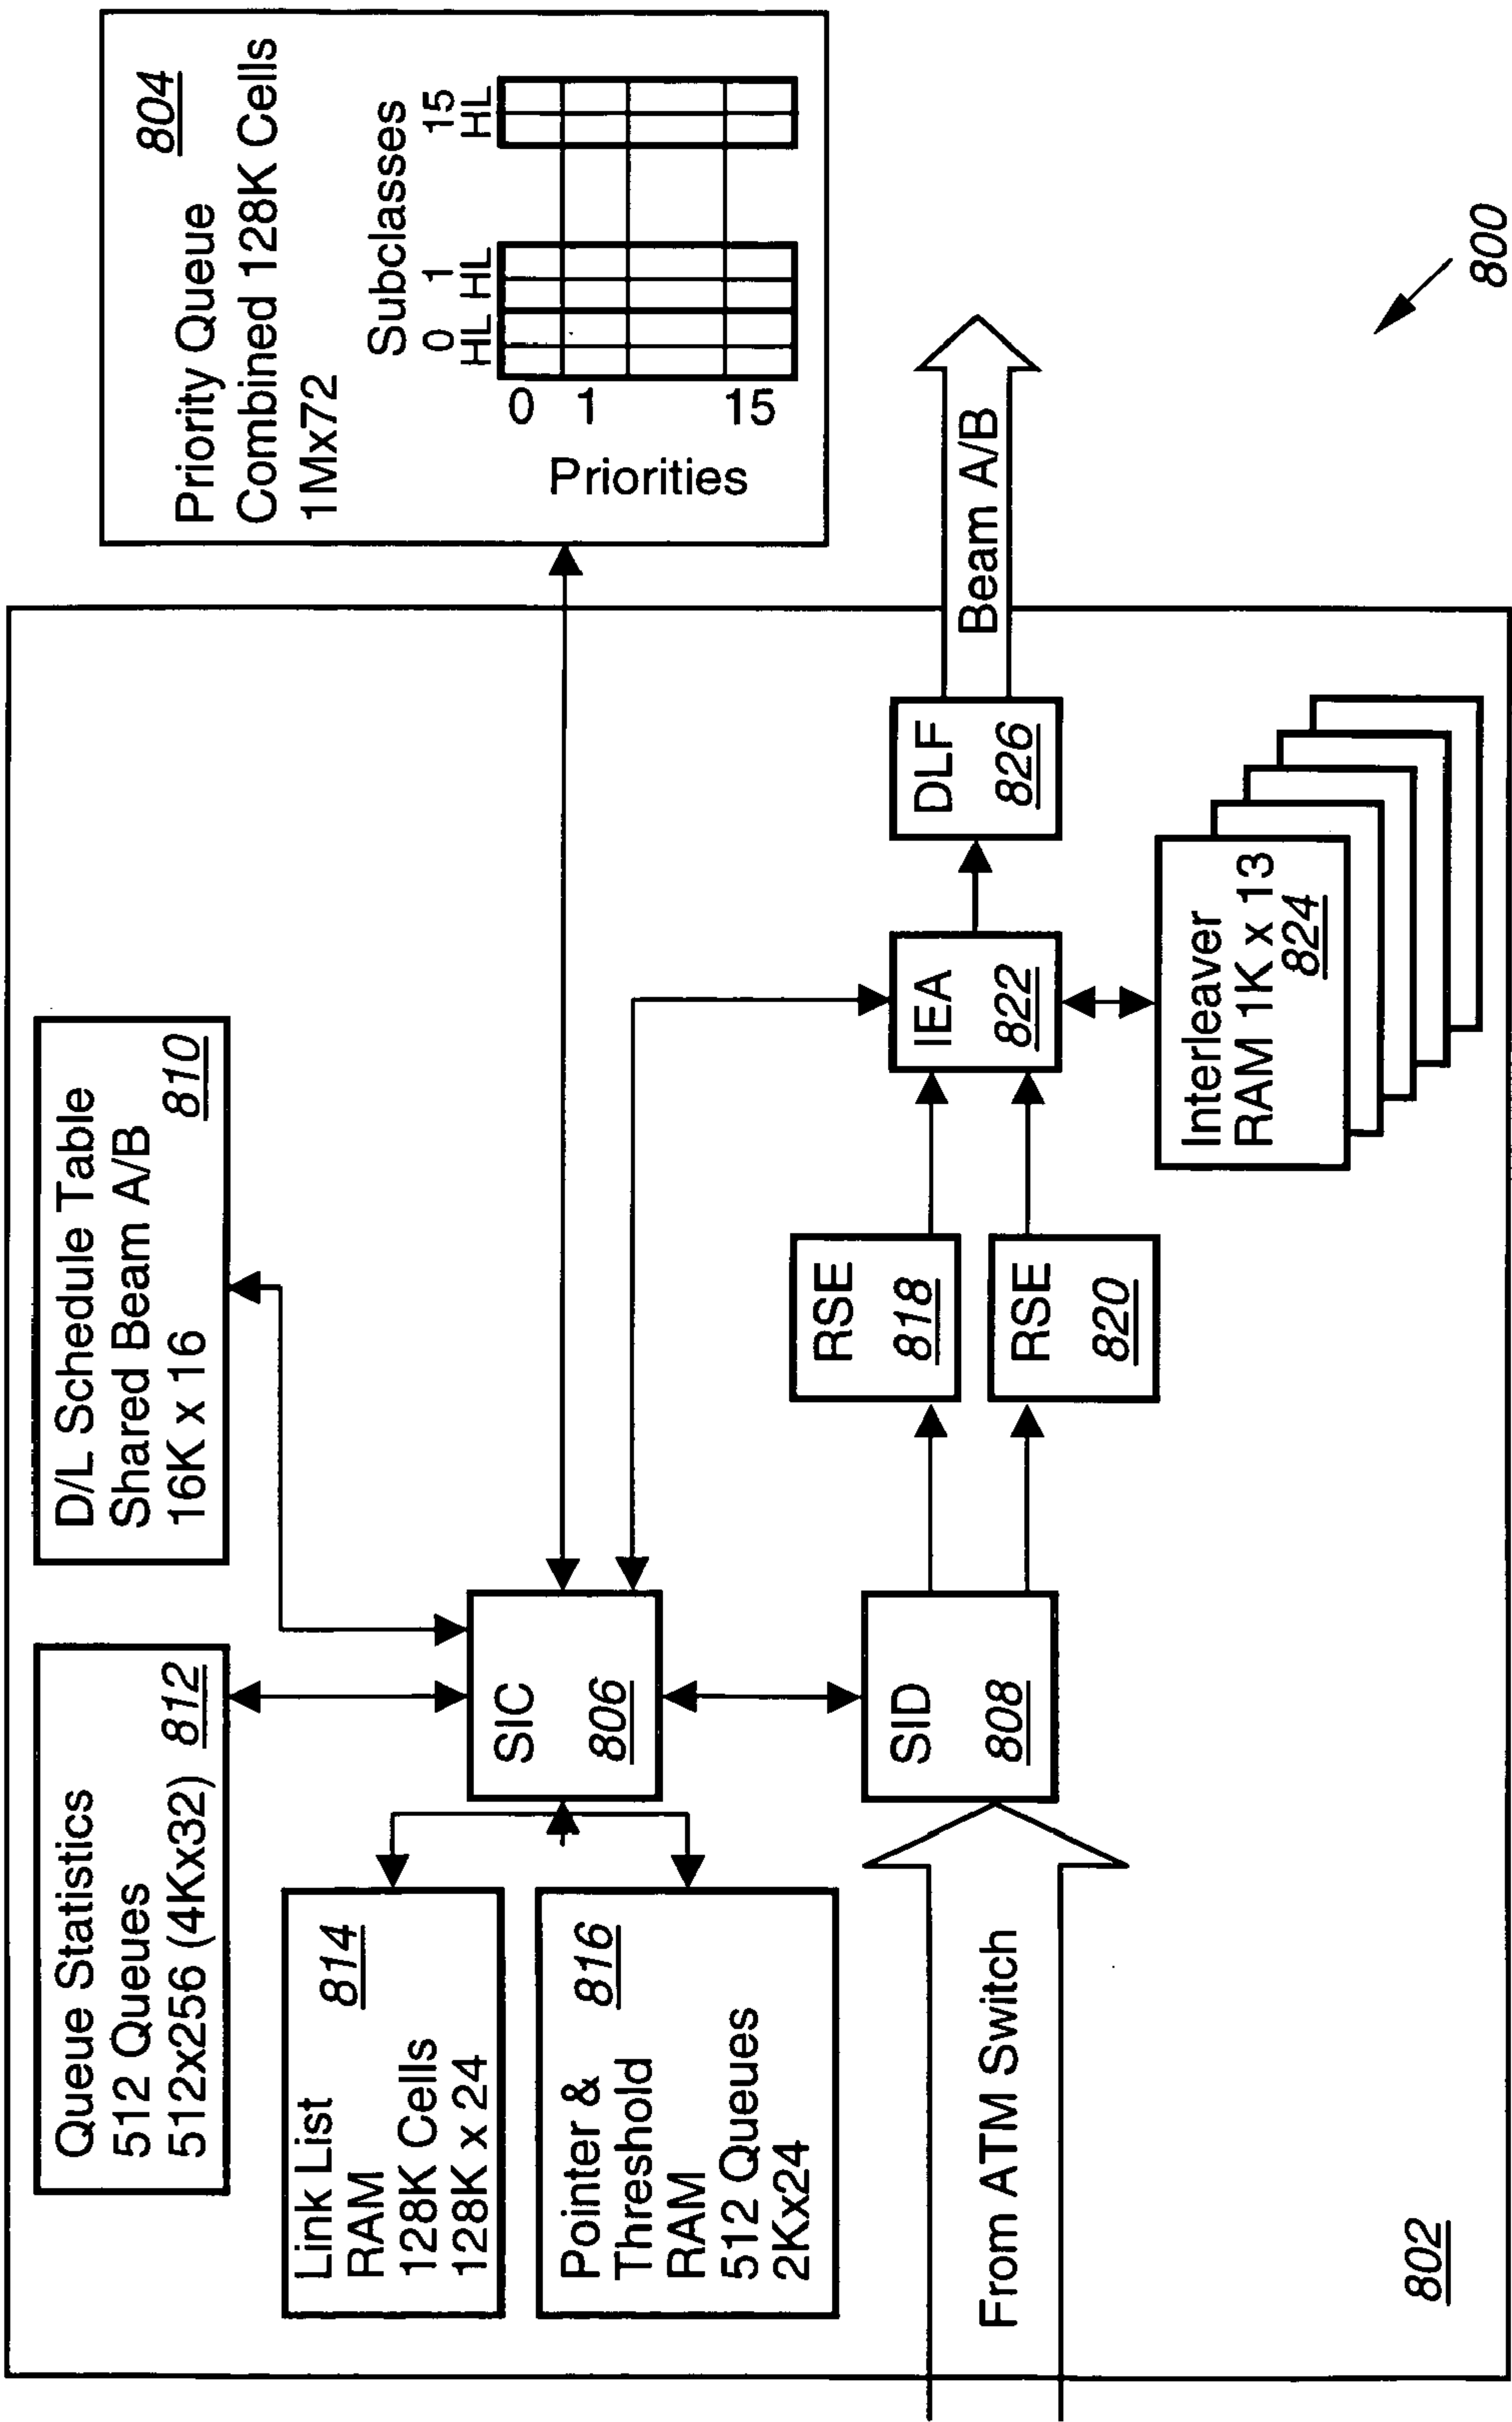 Queue Statistics
512 Queues
512x256 (4Kx32) 812
D/L Schedule Table
Shared Beam A/B
16K x 16 810
Priority Queue 804
Combined 128K Cells
1Mx72
Subclasses
0 1 15
HL HL HL
0
1
15
Priorities
Link List 814
RAM
128K Cells
128K x 24
Pointer & 816
Threshold
RAM
512 Queues
2Kx24
SIC
806
SID
808
RSE
818
RSE
820
IEA
822
DLF
826
Interleaver
RAM 1K x 13
824
From ATM Switch
Beam A/B
802
800